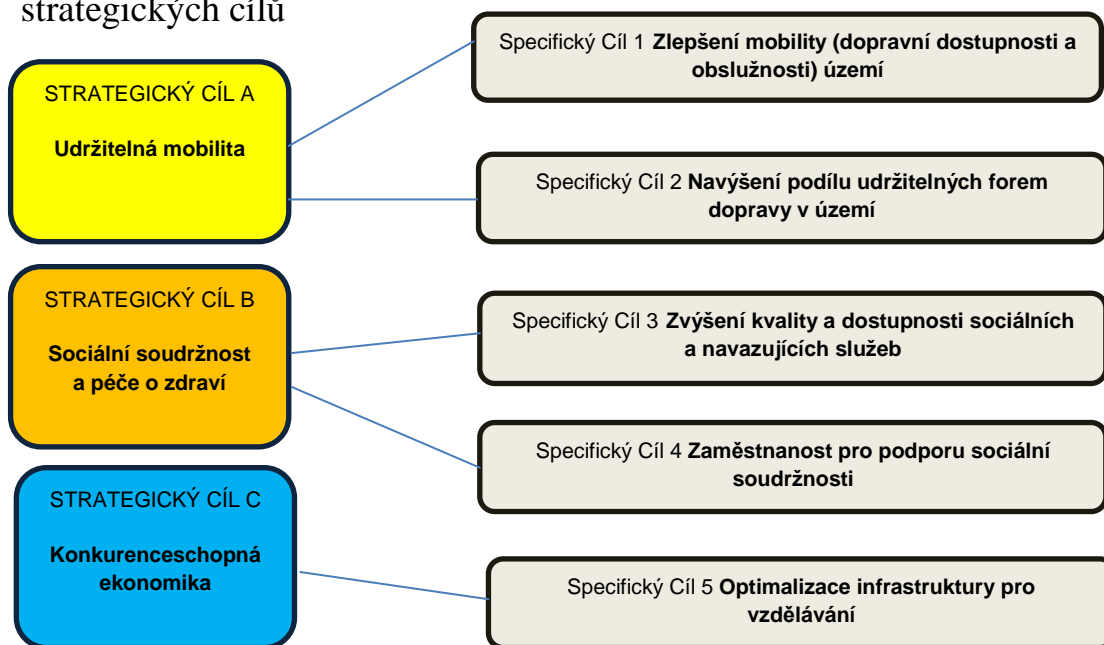 strategických cílů
STRATEGICKÝ CÍL A
Udržitelná mobilita
Specifický Cíl 1 Zlepšení mobility (dopravní dostupnosti a
obslužnosti) území
Specifický Cíl 2 Navýšení podílu udržitelných forem
dopravy v území
STRATEGICKÝ CÍL B
Sociální soudržnost
a péče o zdraví
Specifický Cíl 3 Zvýšení kvality a dostupnosti sociálních
a navazujících služeb
Specifický Cíl 4 Zaměstnanost pro podporu sociální
soudržnosti
STRATEGICKÝ CÍL C
Konkurenceschopná
ekonomika
Specifický Cíl 5 Optimalizace infrastruktury pro
vzdělávání